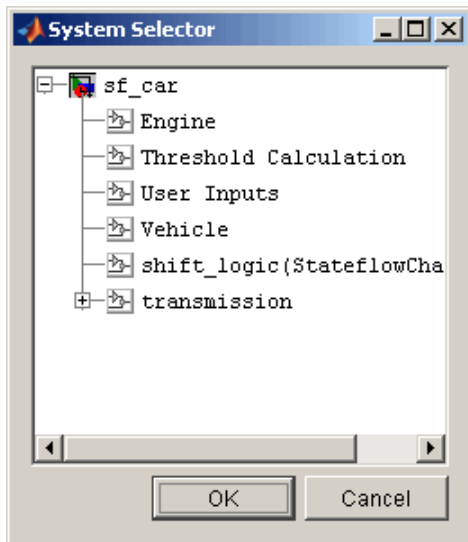 System Selector
sf_car
Engine
Threshold Calculation
User Inputs
Vehicle
shift_logic(StateflowCha
transmission
OK
Cancel